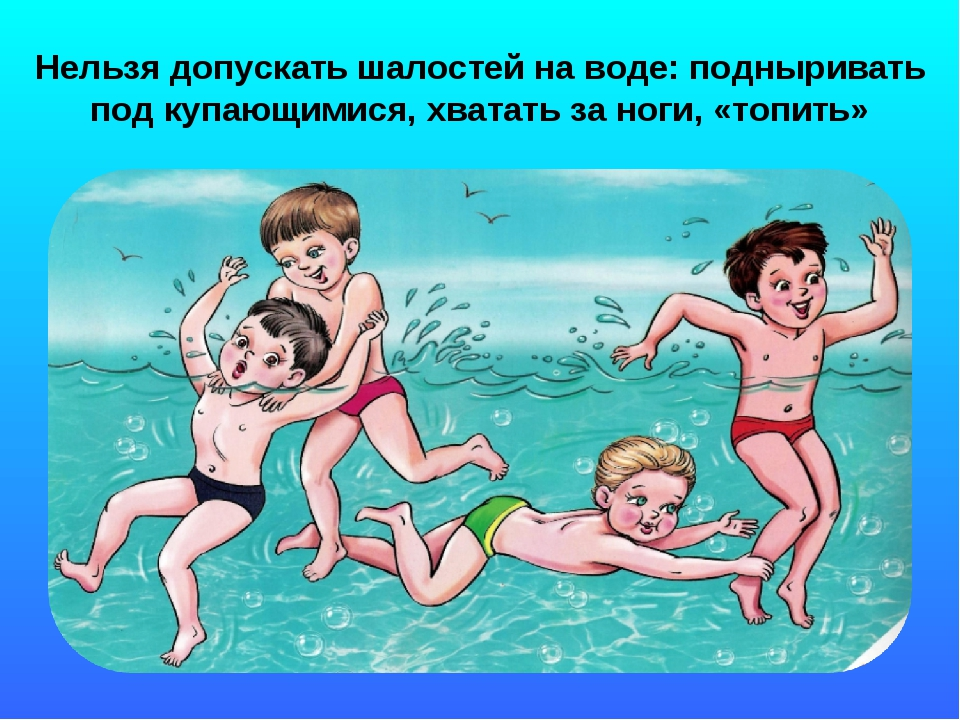 Нельзя допускать шалостей на воде: подныривать
под купающимися, хватать за ноги, «топить»